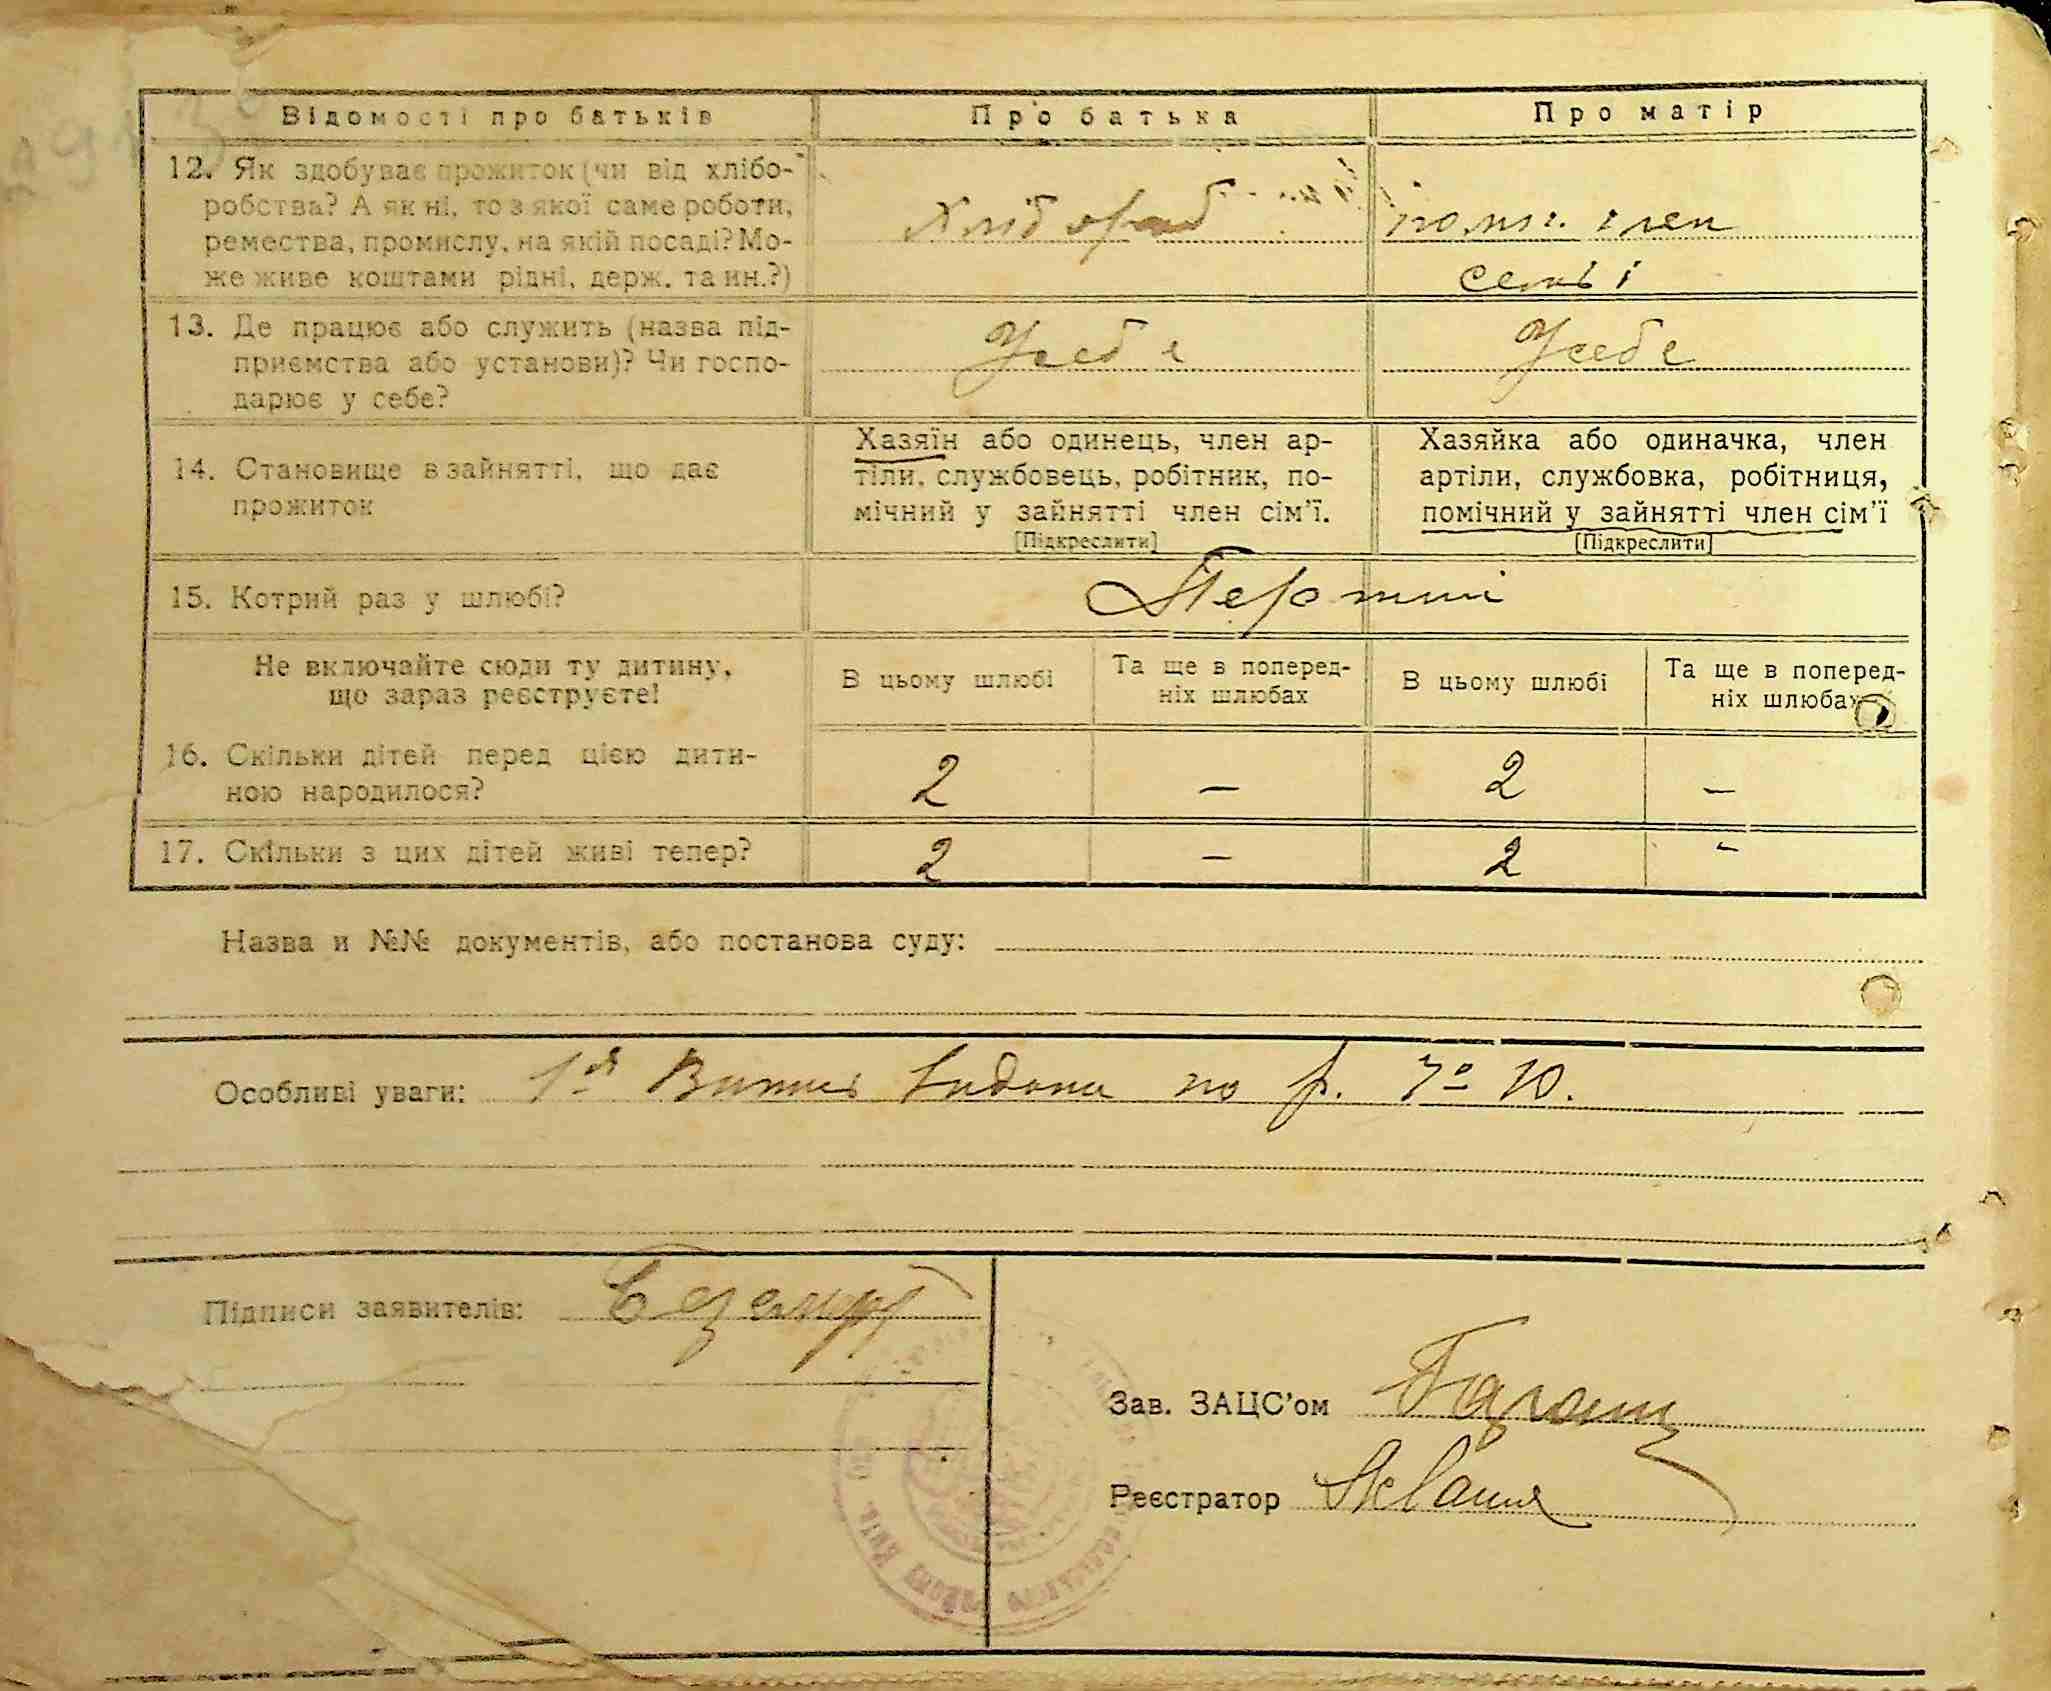 Відомості про батьків
Про батька
Про матір
12. Як здобуває прожиток (чи від хлібо-
робства? А як ні, то з якої саме роботи,
ремества, промислу, на якій посаді? Мо-
же живе коштами рідні, держ. та ин.?)
Хлібороб
помі. член
семьї
13. Де працює або служить (назва під-
приємства або установи)? Чи госпо-
дарює у себе?
У себе
У себе
14. Становище в зайнятті, що дає
прожиток
Хазяїн або одинець, член ар-
тіли, службовець, робітник, по-
мічний у зайнятті член сім'ї.
[Підкреслити]
Хазяйка або одиначка, член
артіли, службовка, робітниця,
помічний у зайнятті член сім'ї
[Підкреслити]
15. Котрий раз у шлюбі?
Не включайте сюди ту дитину,
що зараз реєструєте!
В цьому шлюбі
Та ще в поперед-
ніх шлюбах
В цьому шлюбі
Та ще в поперед-
ніх шлюбах
16. Скільки дітей перед цією дити-
ною народилося?
2 – 2 –
17. Скільки з цих дітей живі тепер?
2 – 2 –
Назва и №№ документів, або постанова суду:
Особливі уваги: по р. 10.
Підписи заявителів:
Зав. ЗАЦС'ом
Реєстратор